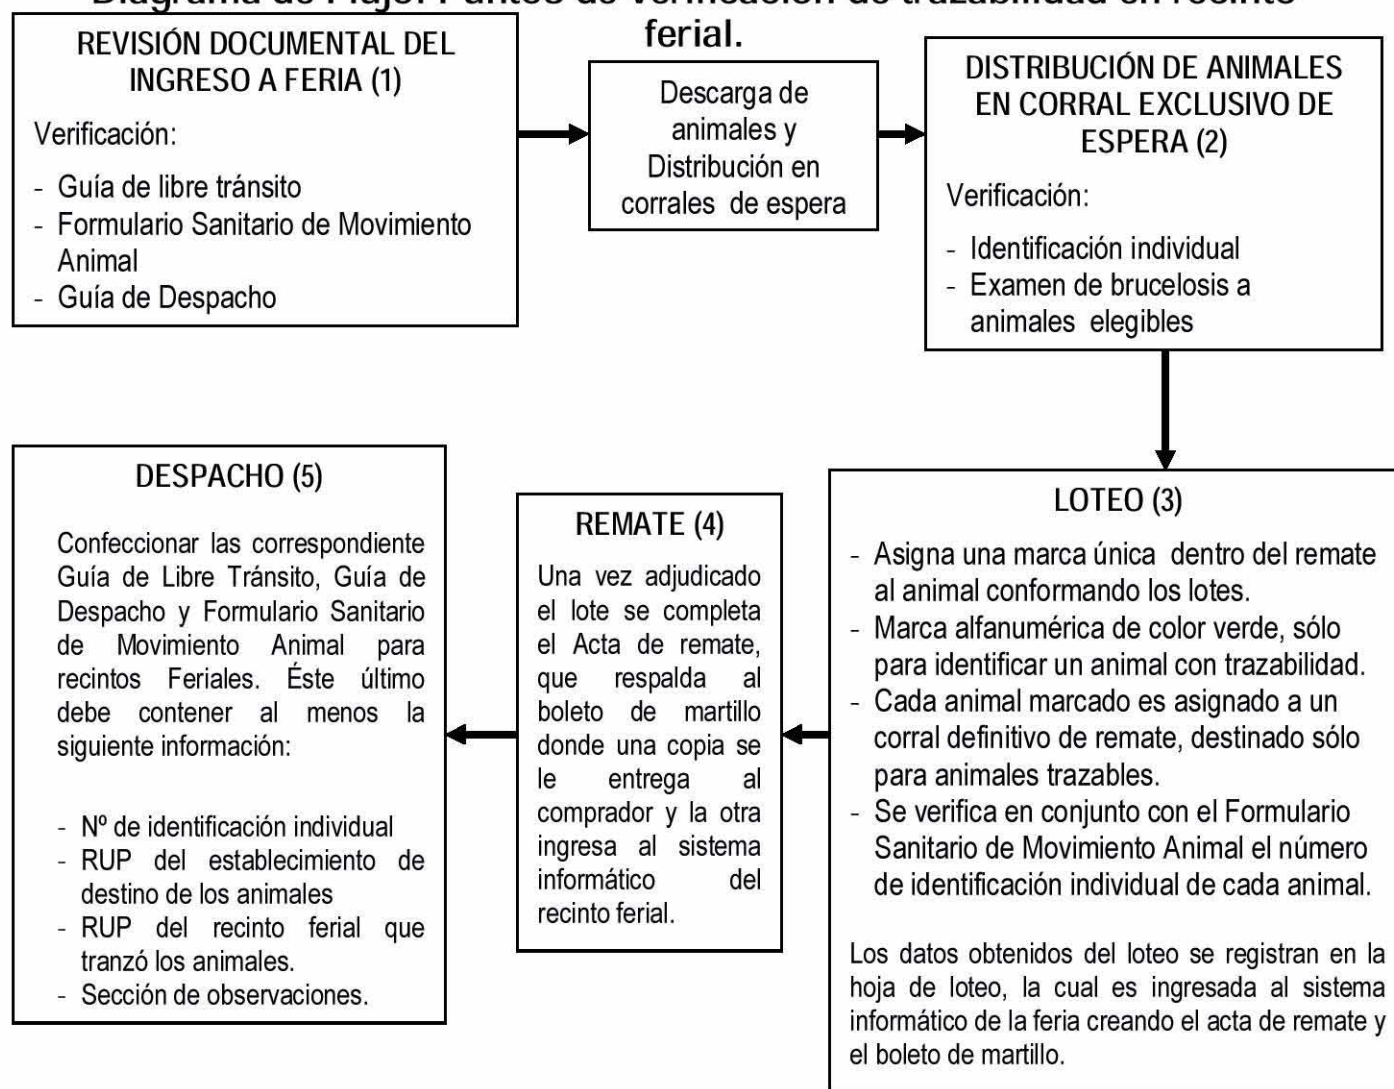 Diagrama de Flujo: Puntos de verificación de trazabilidad en recinto
ferial.
REVISIÓN DOCUMENTAL DEL
INGRESO A FERIA (1)
Verificación:
- Guía de libre tránsito
- Formulario Sanitario de Movimiento
Animal
- Guía de Despacho
Descarga de
animales y
Distribución en
corrales de espera
DISTRIBUCIÓN DE ANIMALES
EN CORRAL EXCLUSIVO DE
ESPERA (2)
Verificación:
- Identificación individual
- Examen de brucelosis a
animales elegibles
LOTEO (3)
- Asigna una marca única dentro del remate
al animal conformando los lotes.
- Marca alfanumérica de color verde, sólo
para identificar un animal con trazabilidad.
- Cada animal marcado es asignado a un
corral definitivo de remate, destinado sólo
para animales trazables.
- Se verifica en conjunto con el Formulario
Sanitario de Movimiento Animal el número
de identificación individual de cada animal.
Los datos obtenidos del loteo se registran en la
hoja de loteo, la cual es ingresada al sistema
informático de la feria creando el acta de remate y
el boleto de martillo.
REMATE (4)
Una vez adjudicado
el lote se completa
el Acta de remate,
que respalda al
boleto de martillo
donde una copia se
le entrega al
comprador y la otra
ingresa al sistema
informático del
recinto ferial.
DESPACHO (5)
Confeccionar las correspondiente
Guía de Libre Tránsito, Guía de
Despacho y Formulario Sanitario
de Movimiento Animal para
recintos Feriales. Éste último
debe contener al menos la
siguiente información:
- Nº de identificación individual
- RUP del establecimiento de
destino de los animales
- RUP del recinto ferial que
tranzó los animales.
- Sección de observaciones.